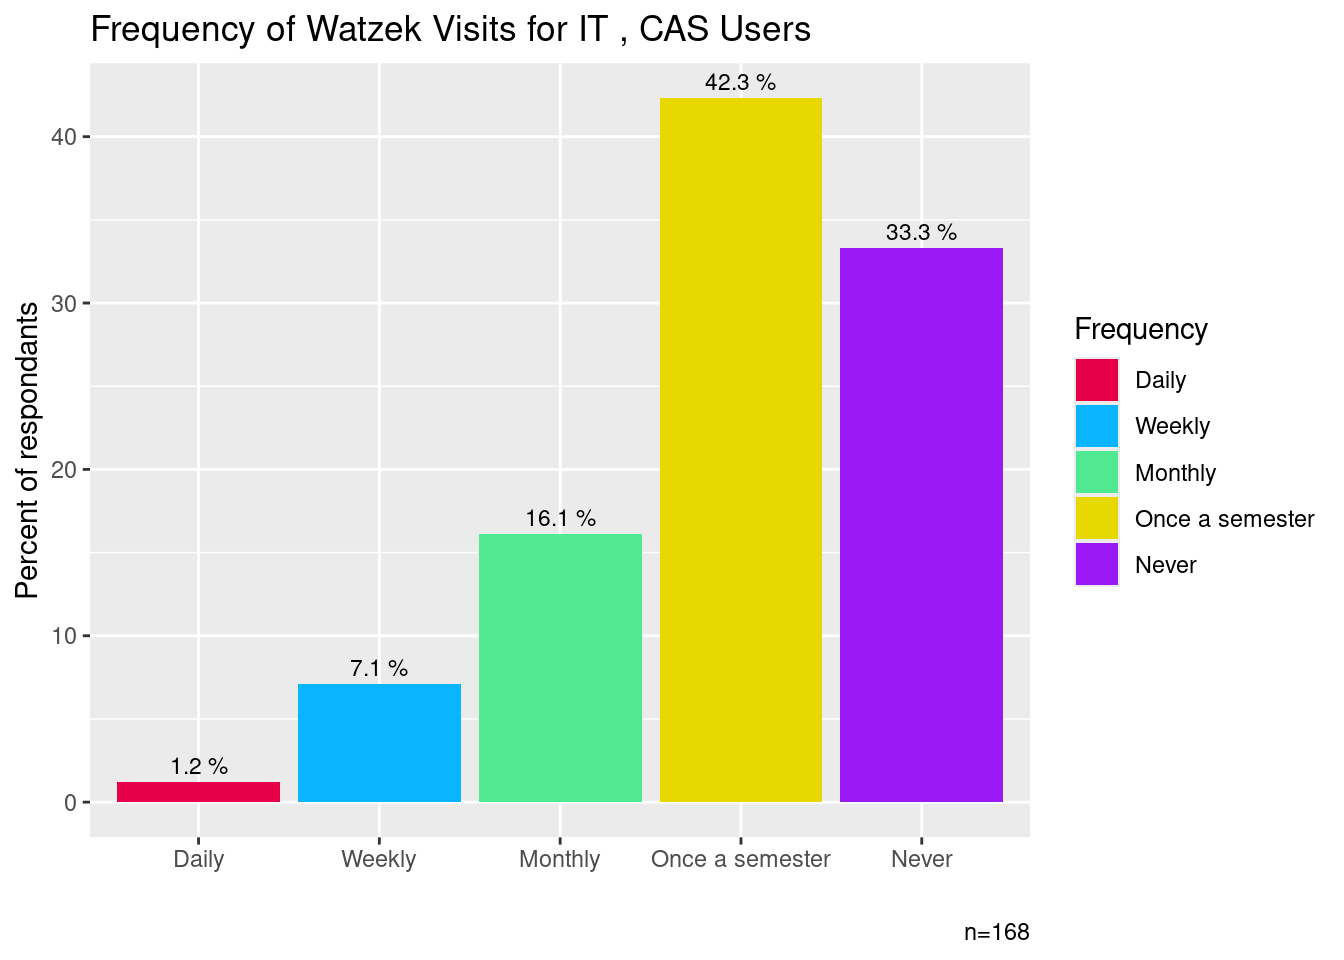 Frequency of Watzek Visits for IT , CAS Users
Percent of respondants
40
30
20
10
0
1.2 %
7.1 %
16.1 %
42.3 %
33.3 %
Daily
Weekly
Monthly
Once a semester
Never
Frequency
Daily
Weekly
Monthly
Once a semester
Never
n=168